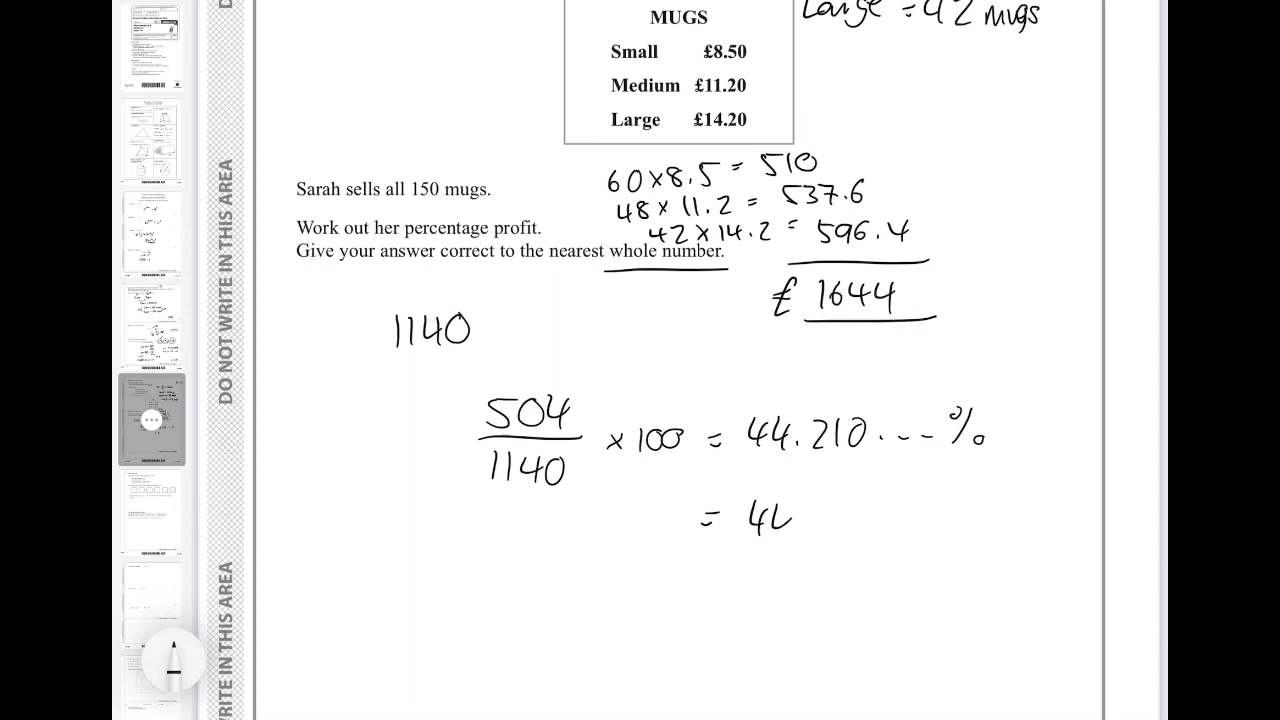 Large = 42 mugs
MUGS
Small £8.50
Medium £11.20
Large £14.20
60 × 8.5 = 510
48 × 11.2 = 537.6
42 × 14.2 = 596.4
£ 1644
Sarah sells all 150 mugs.
Work out her percentage profit.
Give your answer correct to the nearest whole number.
1140
504
1140
× 100 = 44.210...%
= 44
DO NOT WRITE IN THIS AREA
WRITE IN THIS AREA